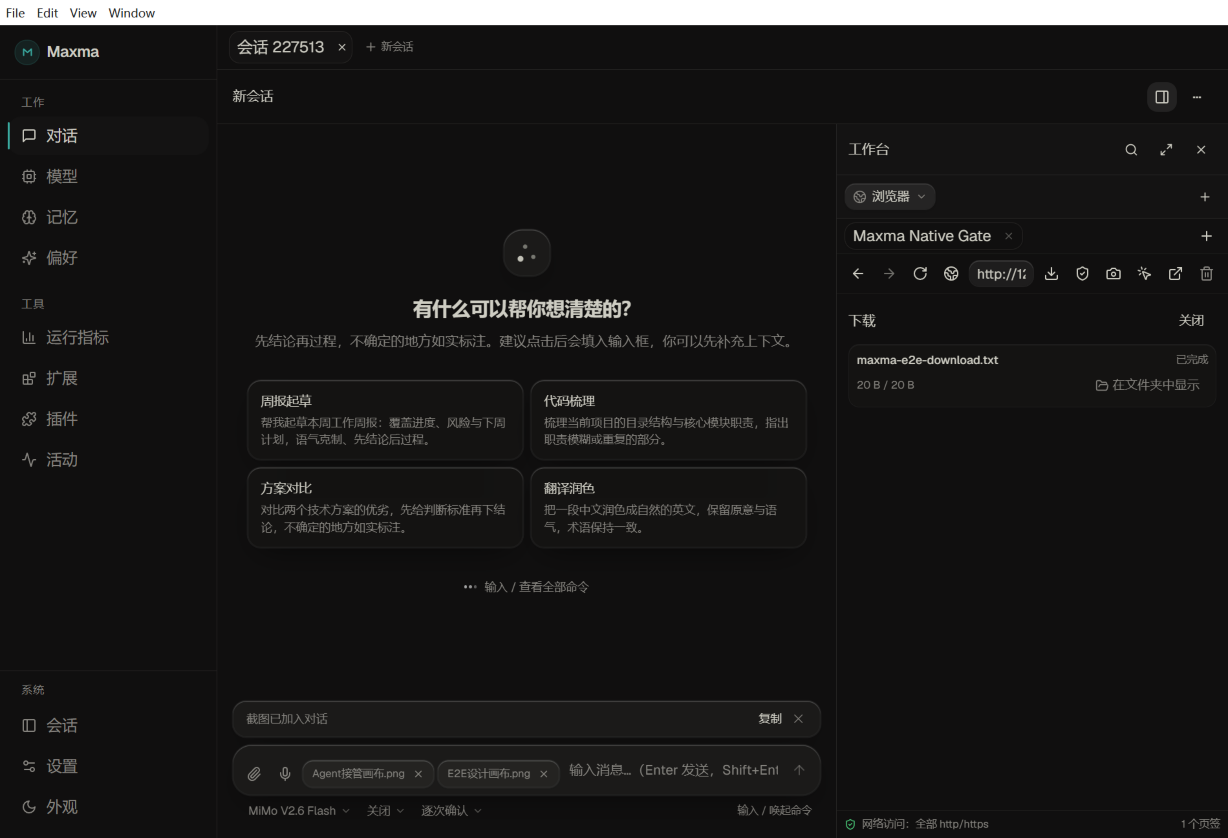 File Edit View Window
M Maxma
工作
对话
模型
记忆
偏好
工具
运行指标
扩展
插件
活动
系统
会话
设置
外观
会话 227513 × + 新会话
新会话
有什么可以帮你想清楚的？
先结论再过程，不确定的地方如实标注。建议点击后会填入输入框，你可以先补充上下文。
周报起草
帮我起草本周工作周报：覆盖进度、风险与下周
计划，语气克制、先结论后过程。
代码梳理
梳理当前项目的目录结构与核心模块职责，指出
职责模糊或重复的部分。
方案对比
对比两个技术方案的优劣，先给判断标准再下结
论，不确定的地方如实标注。
翻译润色
把一段中文润色成自然的英文，保留原意与语
气，术语保持一致。
输入 / 查看全部命令
截图已加入对话 复制
Agent接管画布.png E2E设计画布.png 输入消息...（Enter 发送，Shift+Ent
MiMo V2.6 Flash 关闭 逐次确认 输入 / 唤起命令
工作台
浏览器
Maxma Native Gate
http://12
下载 关闭
maxma-e2e-download.txt 已完成
20 B / 20 B 在文件夹中显示
网络访问：全部 http/https 1 个页签